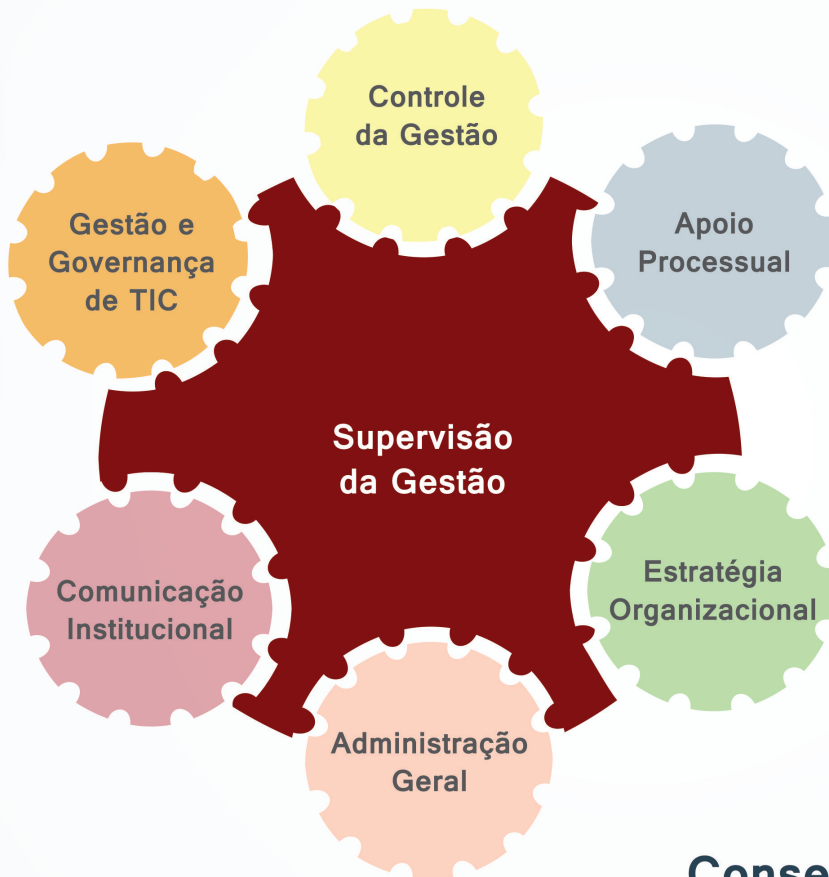 Controle
da Gestão
Gestão e
Governança
de TIC
Apoio
Processual
Supervisão
da Gestão
Comunicação
Institucional
Estratégia
Organizacional
Administração
Geral